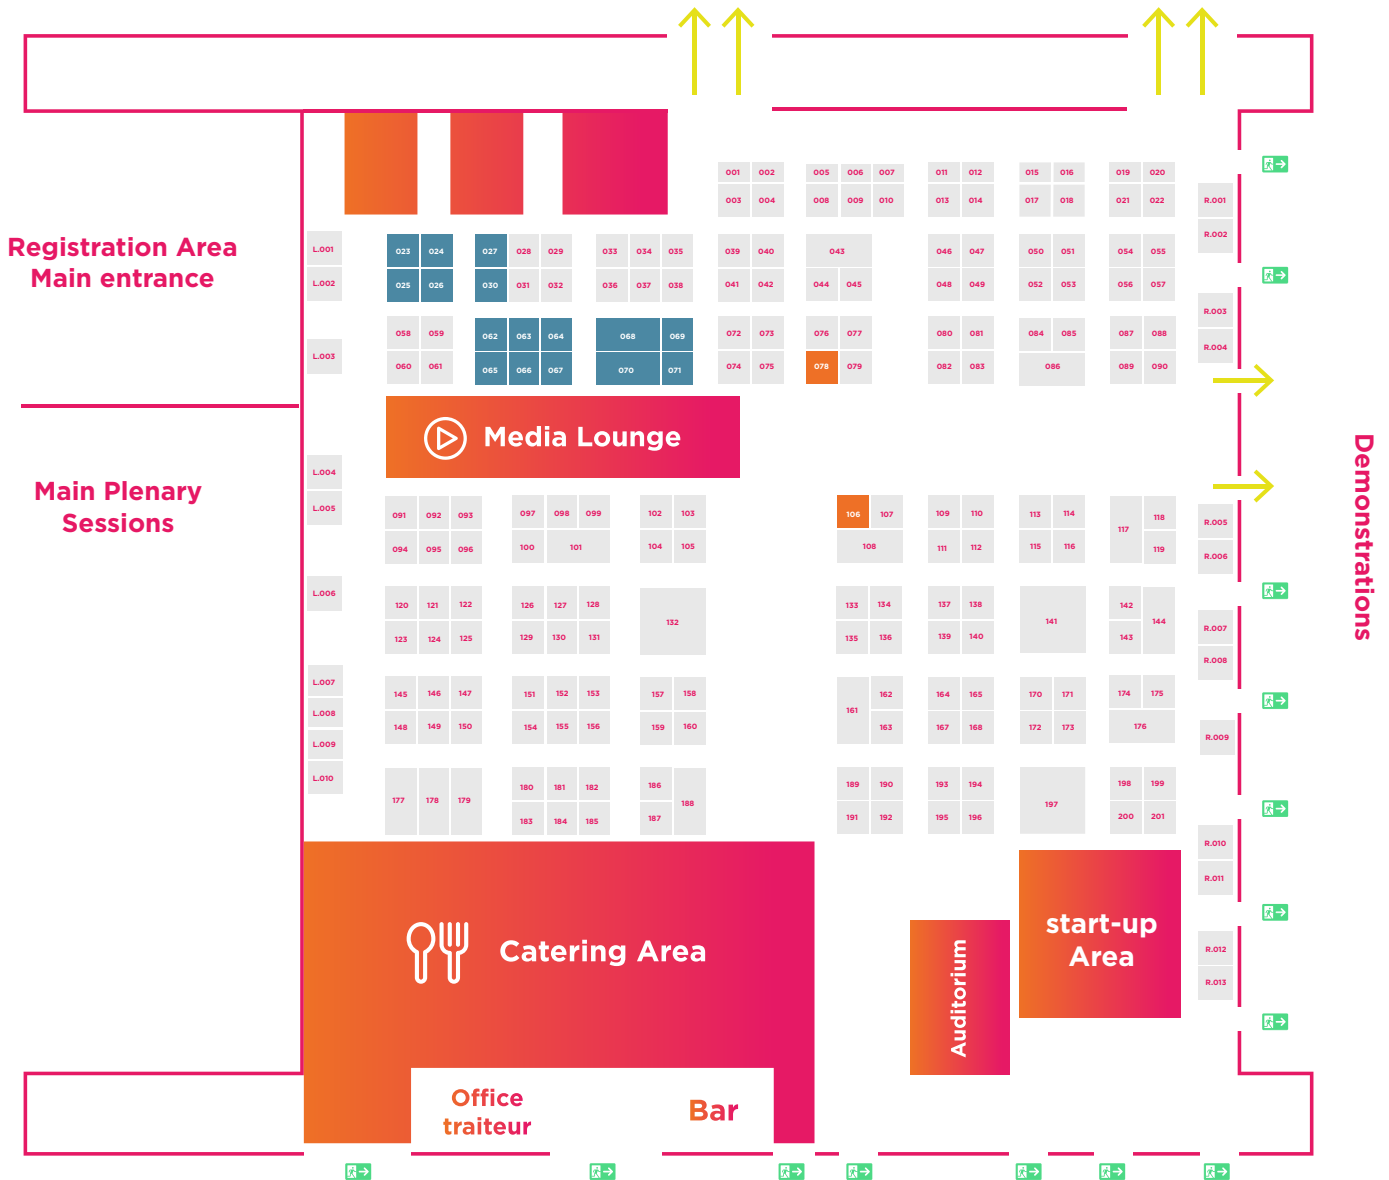 001 002 005 006 007 011 012 015 016 019 020
003 004 008 009 010 013 014 017 018 021 022 R.001
R.002
Registration Area
Main entrance
L.001 023 024 027 028 029 033 034 035 039 040 043 046 047 050 051 054 055
L.002 025 026 030 031 032 036 037 038 041 042 044 045 048 049 052 053 056 057
R.003
058 059 062 063 064 068 069 072 073 076 077 080 081 084 085 087 088
L.003 R.004
060 061 065 066 067 070 071 074 075 078 079 082 083 086 089 090
Media Lounge
Demonstrations
L.004
Main Plenary
Sessions
L.005 091 092 093 097 098 099 102 103 106 107 109 110 113 114 117 118 R.005
094 095 096 100 101 104 105 108 111 112 115 116 119 R.006
L.006
120 121 122 126 127 128 132 133 134 137 138 141 142 144 R.007
123 124 125 129 130 131 135 136 139 140 143
R.008
L.007 145 146 147 151 152 153 157 158 161 162 164 165 170 171 174 175
L.008
148 149 150 154 155 156 159 160 163 167 168 172 173 176 R.009
L.009
L.010
177 178 179 180 181 182 186 188 189 190 193 194 197 198 199
183 184 185 187 191 192 195 196 200 201
R.010
R.011
Catering Area
Auditorium
start-up
Area
R.012
R.013
Office
traiteur
Bar